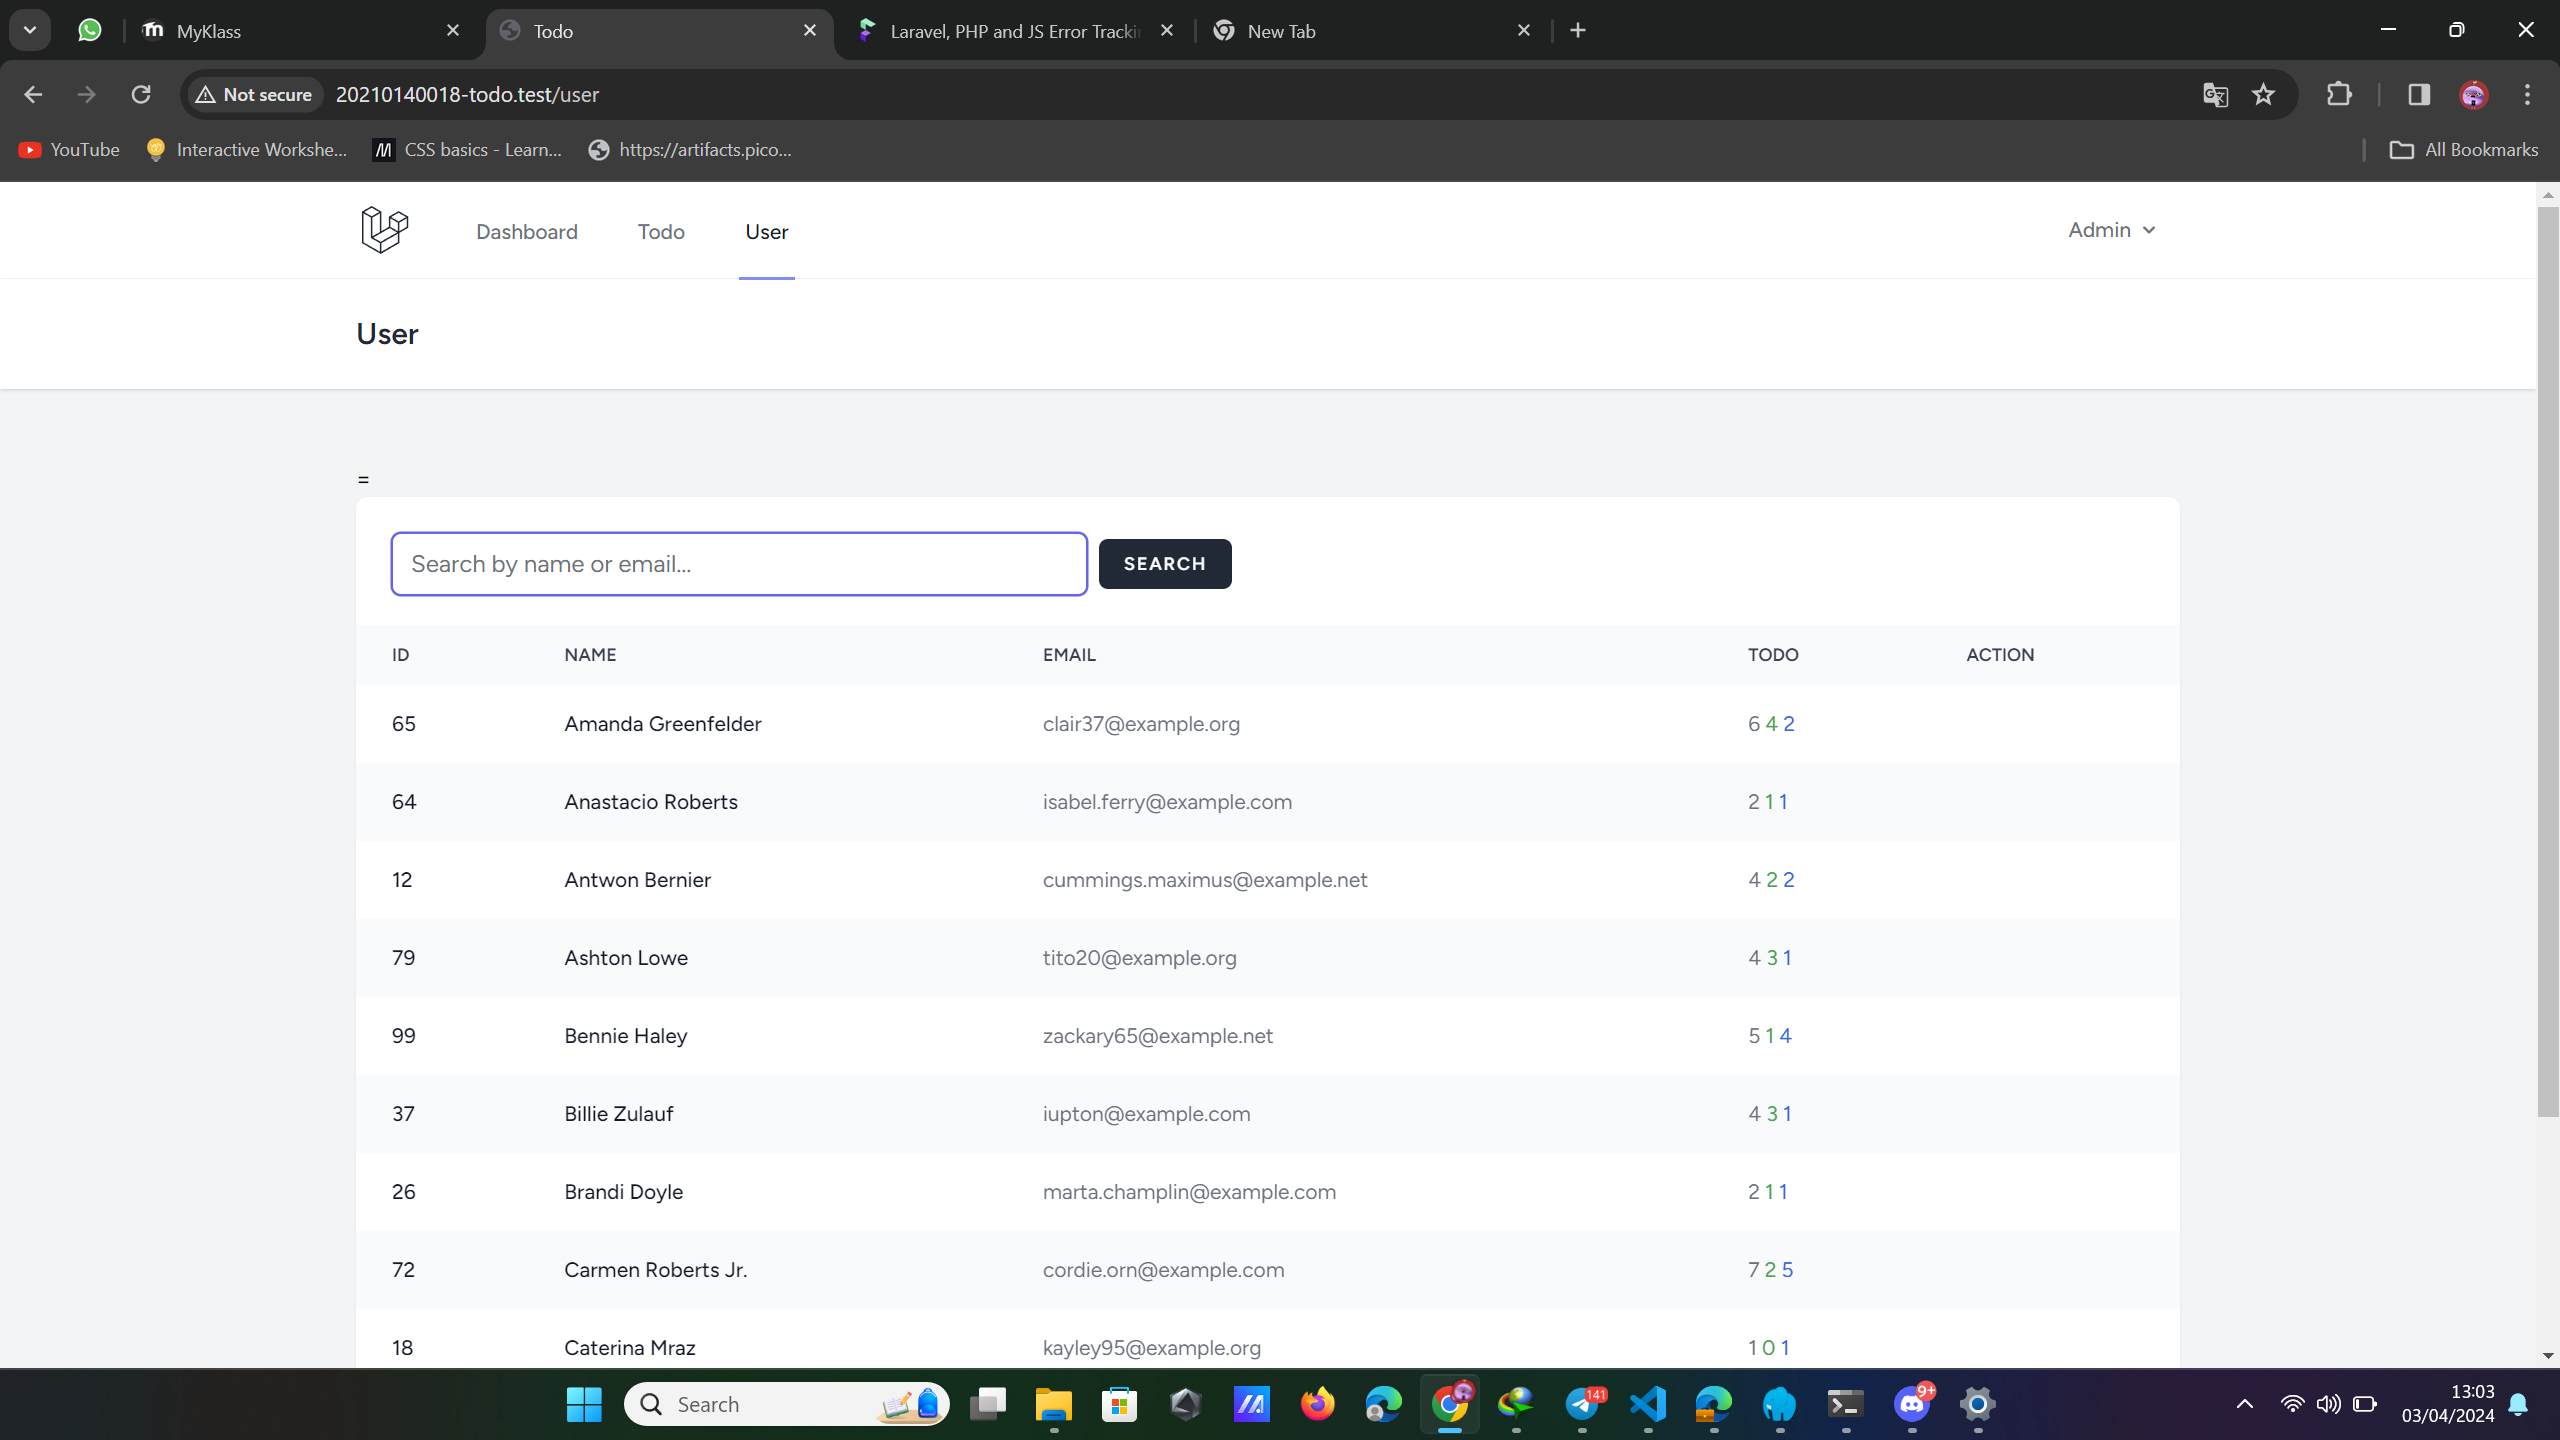 MyKlass
Todo
Laravel, PHP and JS Error Trackin
New Tab
Not secure
20210140018-todo.test/user
YouTube
Interactive Workshe...
CSS basics - Learn...
https://artifacts.pico...
All Bookmarks
Dashboard
Todo
User
Admin
User
=
Search by name or email...
SEARCH
ID NAME EMAIL TODO ACTION
65 Amanda Greenfelder clair37@example.org 6 4 2
64 Anastacio Roberts isabel.ferry@example.com 2 1 1
12 Antwon Bernier cummings.maximus@example.net 4 2 2
79 Ashton Lowe tito20@example.org 4 3 1
99 Bennie Haley zackary65@example.net 5 1 4
37 Billie Zulauf iupton@example.com 4 3 1
26 Brandi Doyle marta.champlin@example.com 2 1 1
72 Carmen Roberts Jr. cordie.orn@example.com 7 2 5
18 Caterina Mraz kayley95@example.org 1 0 1
Search
141
9+
13:03
03/04/2024